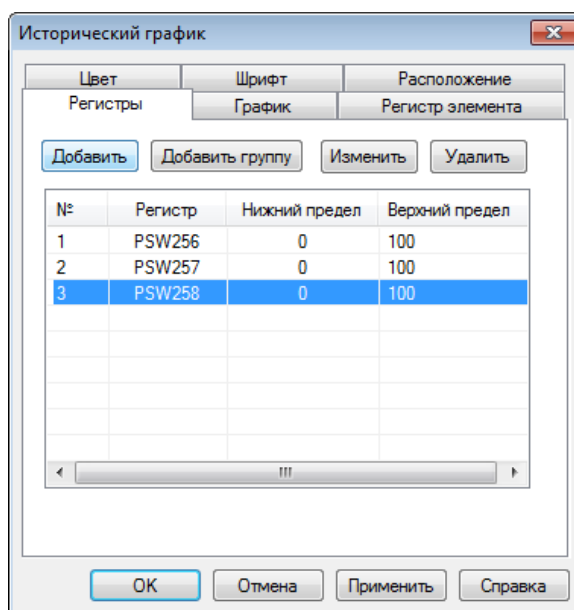 Исторический график
Цвет Шрифт Расположение
Регистры График Регистр элемента
Добавить Добавить группу Изменить Удалить
№ Регистр Нижний предел Верхний предел
1 PSW256 0 100
2 PSW257 0 100
3 PSW258 0 100
OK Отмена Применить Справка